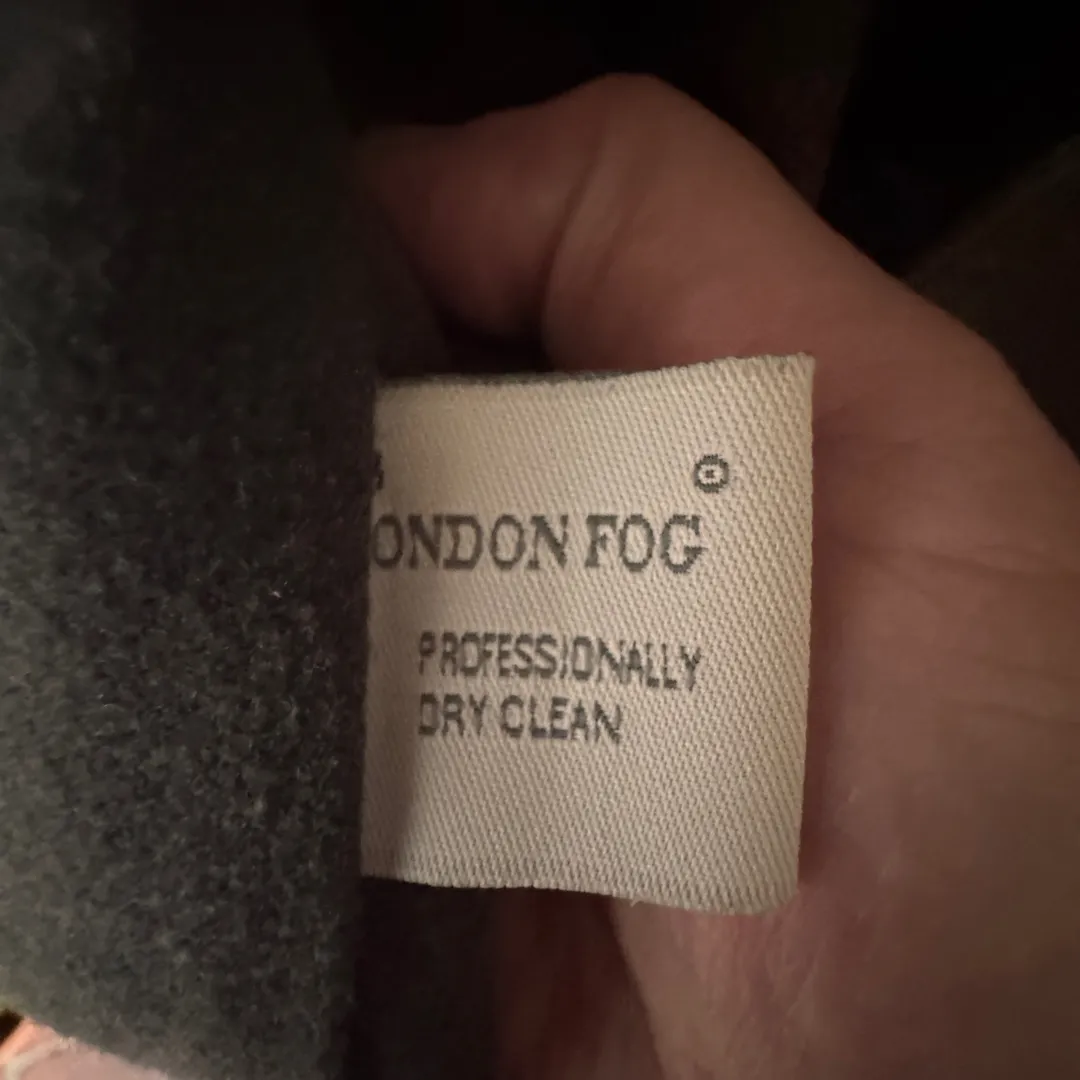 ®
ONDON FOG
PROFESSIONALLY
DRY CLEAN